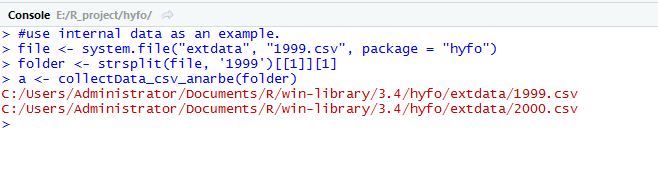 Console E:/R_project/hyfo/
> #use internal data as an example.
> file <- system.file("extdata", "1999.csv", package = "hyfo")
> folder <- strsplit(file, '1999')[[1]][1]
> a <- collectData_csv_anarbe(folder)
C:/Users/Administrator/Documents/R/win-library/3.4/hyfo/extdata/1999.csv
C:/Users/Administrator/Documents/R/win-library/3.4/hyfo/extdata/2000.csv
>